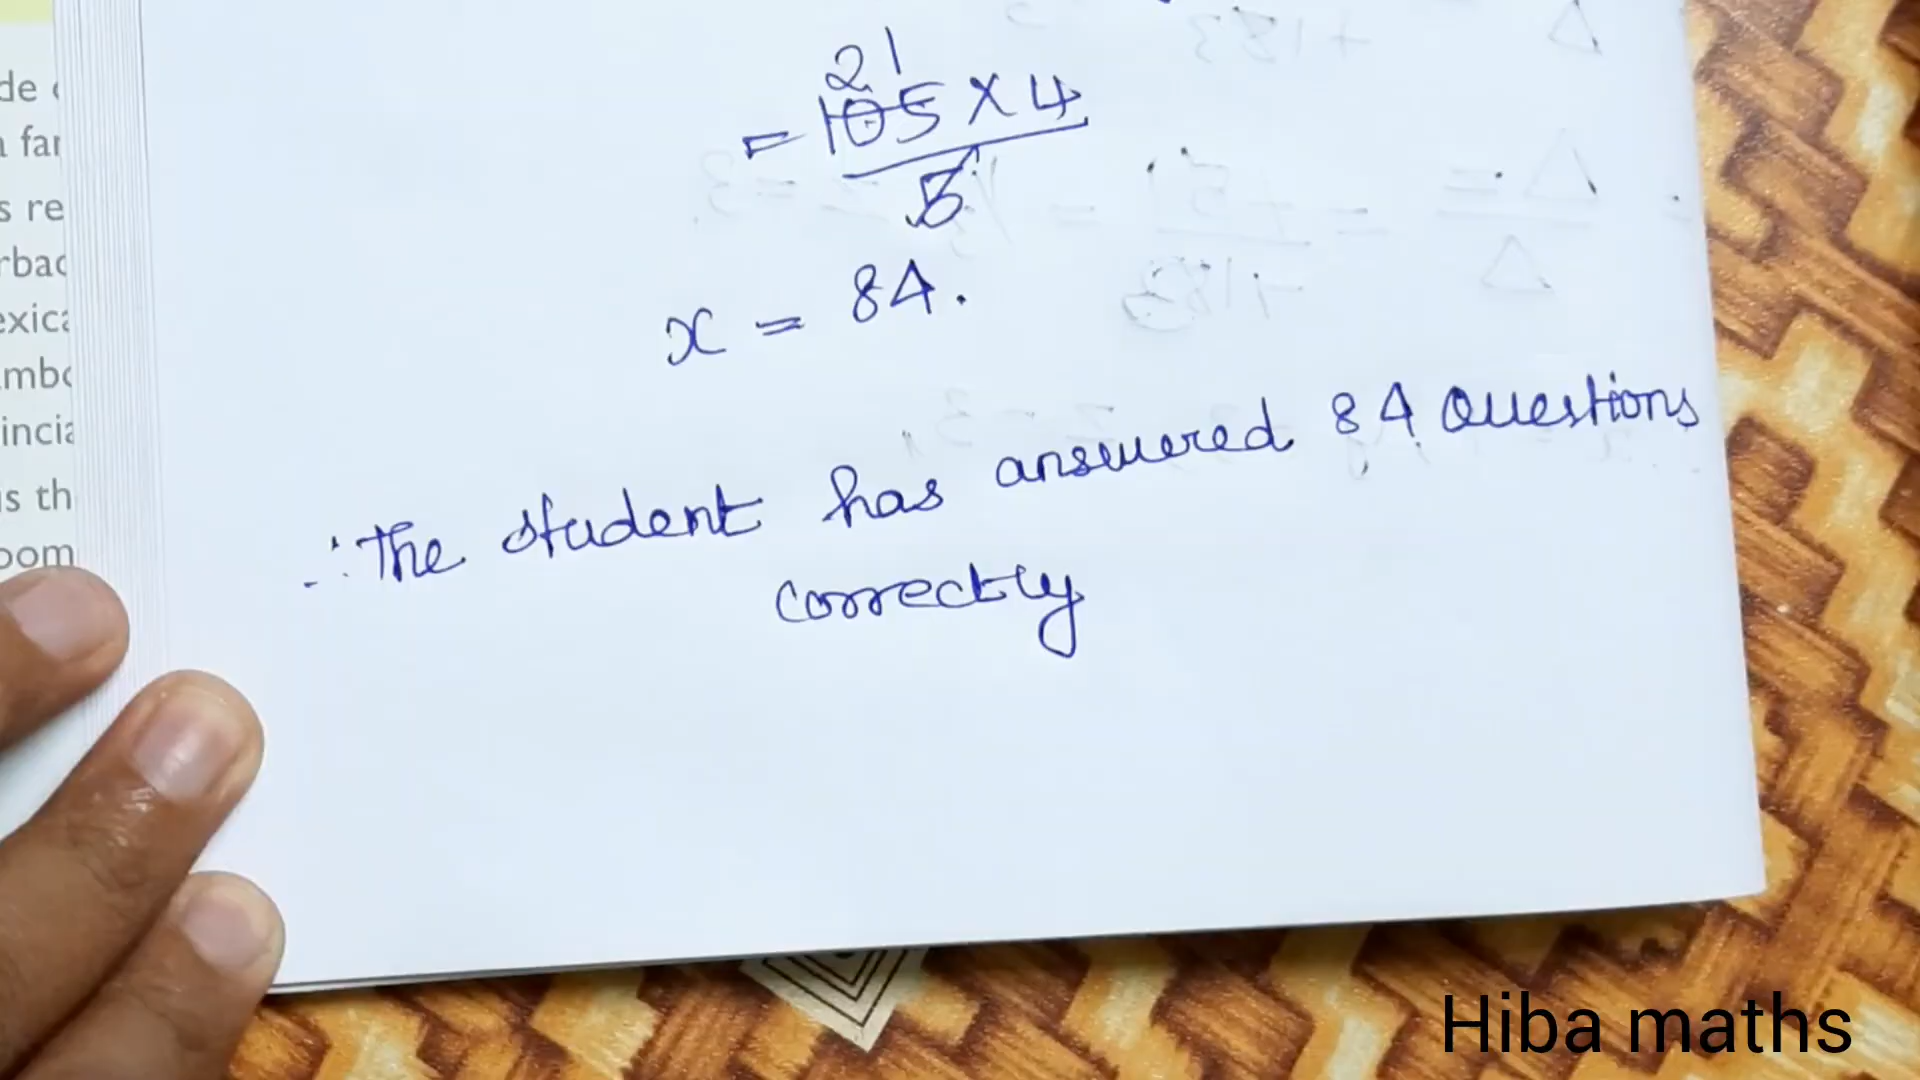 21
= 105 × 4
5
x = 84.
∴ The student has answered 84 Questions
correctly
Hiba maths